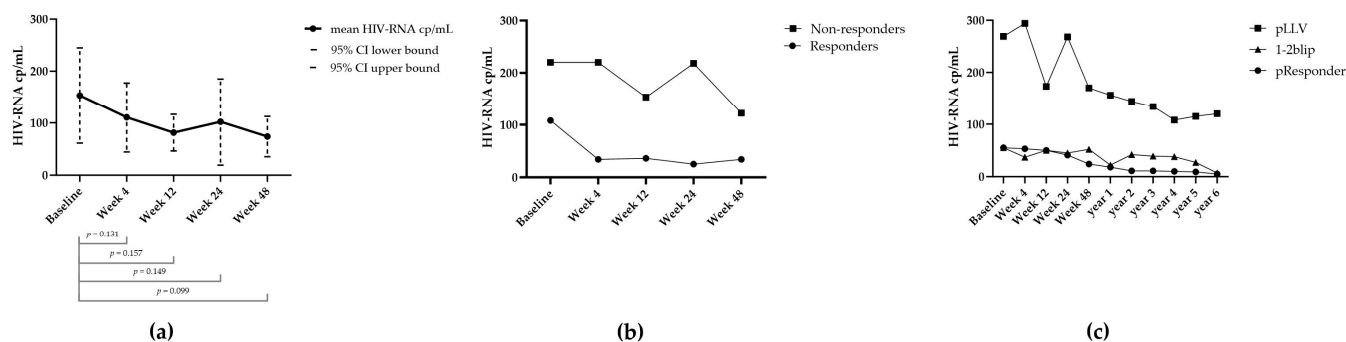 HIV-RNA cp/mL
300
200
100
0
Baseline
Week 4
Week 12
Week 24
Week 48
mean HIV-RNA cp/mL
95% CI lower bound
95% CI upper bound
p = 0.131
p = 0.157
p = 0.149
p = 0.099
(a)
HIV-RNA cp/mL
300
200
100
0
Baseline
Week 4
Week 12
Week 24
Week 48
Non-responders
Responders
(b)
HIV-RNA cp/mL
300
200
100
0
Baseline
Week 4
Week 12
Week 24
Week 48
year 1
year 2
year 3
year 4
year 5
year 6
pLLV
1-2blip
pResponder
(c)